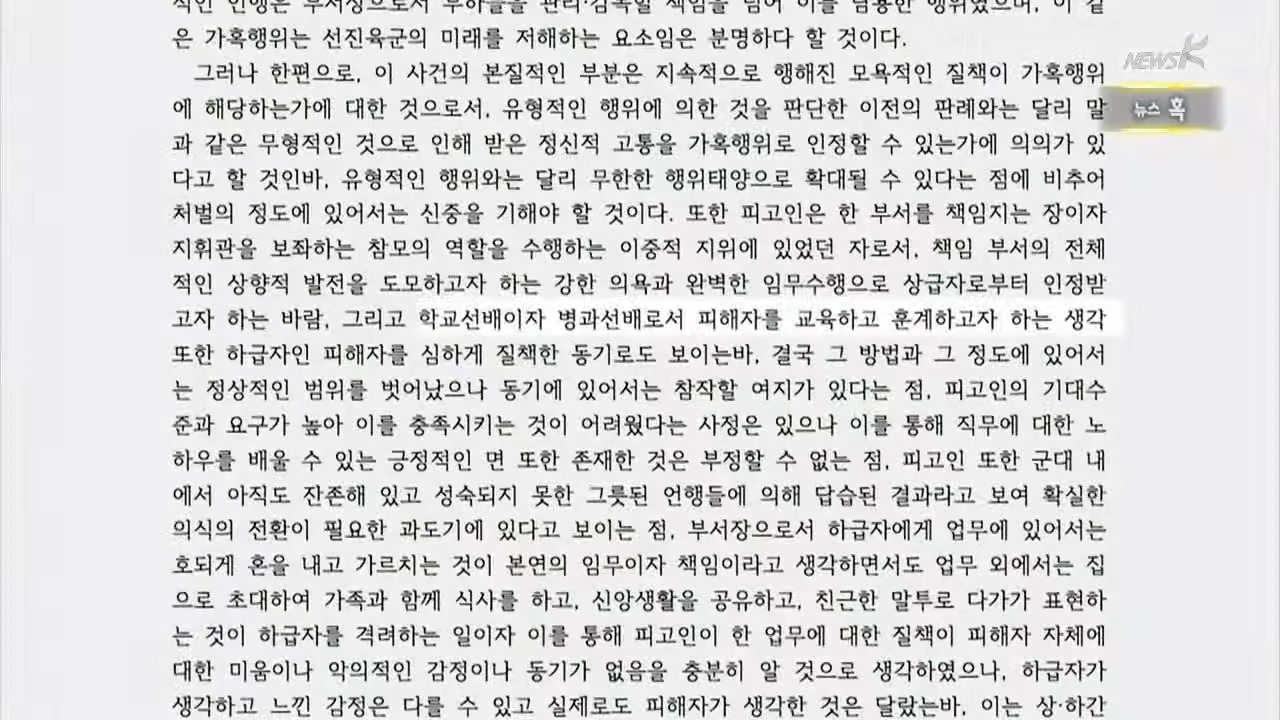 적인 언행은 부서장으로서 부하들을 관리·감독할 책임을 넘어 이를 남용한 행위였으며, 이 같
은 가혹행위는 선진육군의 미래를 저해하는 요소임은 분명하다 할 것이다.
그러나 한편으로, 이 사건의 본질적인 부분은 지속적으로 행해진 모욕적인 질책이 가혹행위
에 해당하는가에 대한 것으로서, 유형적인 행위에 의한 것을 판단한 이전의 판례와는 달리 말
과 같은 무형적인 것으로 인해 받은 정신적 고통을 가혹행위로 인정할 수 있는가에 의의가 있
다고 할 것인바, 유형적인 행위와는 달리 무한한 행위태양으로 확대될 수 있다는 점에 비추어
처벌의 정도에 있어서는 신중을 기해야 할 것이다. 또한 피고인은 한 부서를 책임지는 장이자
지휘관을 보좌하는 참모의 역할을 수행하는 이중적 지위에 있었던 자로서, 책임 부서의 전체
적인 상향적 발전을 도모하고자 하는 강한 의욕과 완벽한 임무수행으로 상급자로부터 인정받
고자 하는 바람, 그리고 학교선배이자 병과선배로서 피해자를 교육하고 훈계하고자 하는 생각
또한 하급자인 피해자를 심하게 질책한 동기로도 보이는바, 결국 그 방법과 그 정도에 있어서
는 정상적인 범위를 벗어났으나 동기에 있어서는 참작할 여지가 있다는 점, 피고인의 기대수
준과 요구가 높아 이를 충족시키는 것이 어려웠다는 사정은 있으나 이를 통해 직무에 대한 노
하우를 배울 수 있는 긍정적인 면 또한 존재한 것은 부정할 수 없는 점, 피고인 또한 군대 내
에서 아직도 잔존해 있고 성숙되지 못한 그릇된 언행들에 의해 답습된 결과라고 보여 확실한
의식의 전환이 필요한 과도기에 있다고 보이는 점, 부서장으로서 하급자에게 업무에 있어서는
호되게 혼을 내고 가르치는 것이 본연의 임무이자 책임이라고 생각하면서도 업무 외에서는 집
으로 초대하여 가족과 함께 식사를 하고, 신앙생활을 공유하고, 친근한 말투로 다가가 표현하
는 것이 하급자를 격려하는 일이자 이를 통해 피고인이 한 업무에 대한 질책이 피해자 자체에
대한 미움이나 악의적인 감정이나 동기가 없음을 충분히 알 것으로 생각하였으나, 하급자가
생각하고 느낀 감정은 다를 수 있고 실제로도 피해자가 생각한 것은 달랐는바, 이는 상·하간
NEWS K
뉴스 혹